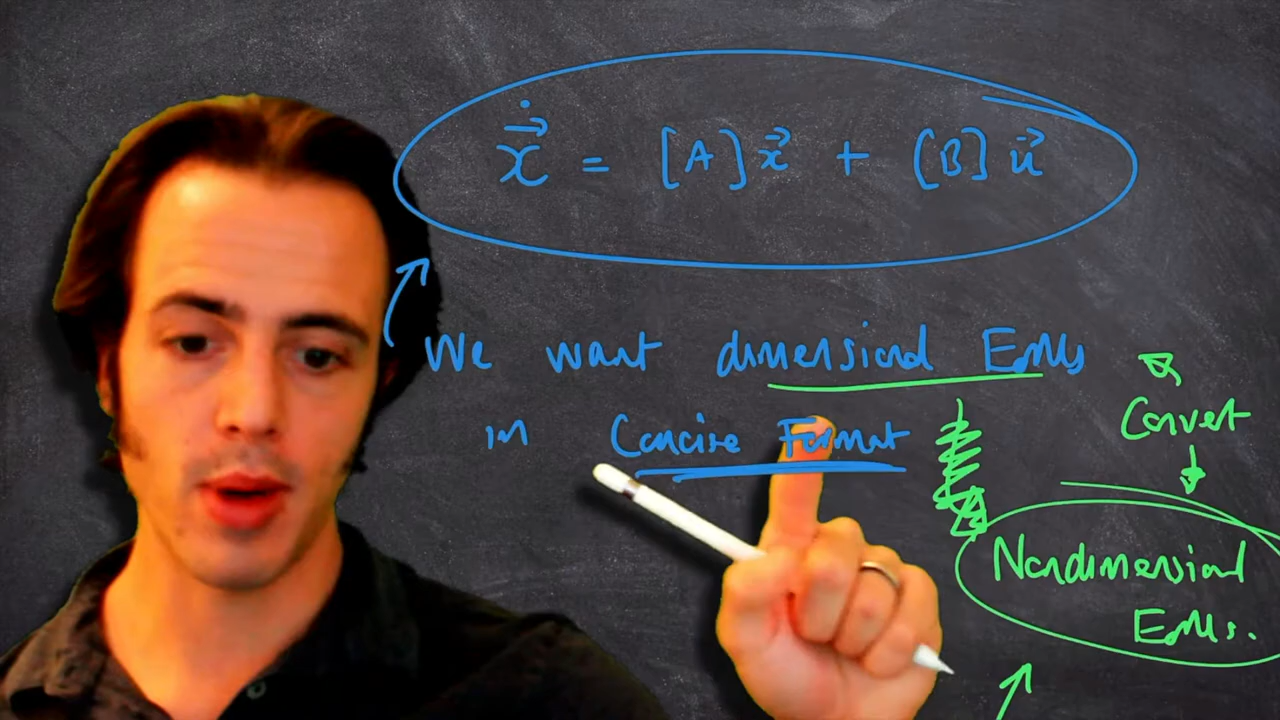 ẋ⃗ = [A]x⃗ + [B]u⃗
We want dimensional EoMs
in Concise Format
Convert
Nondimensional
EoMs.